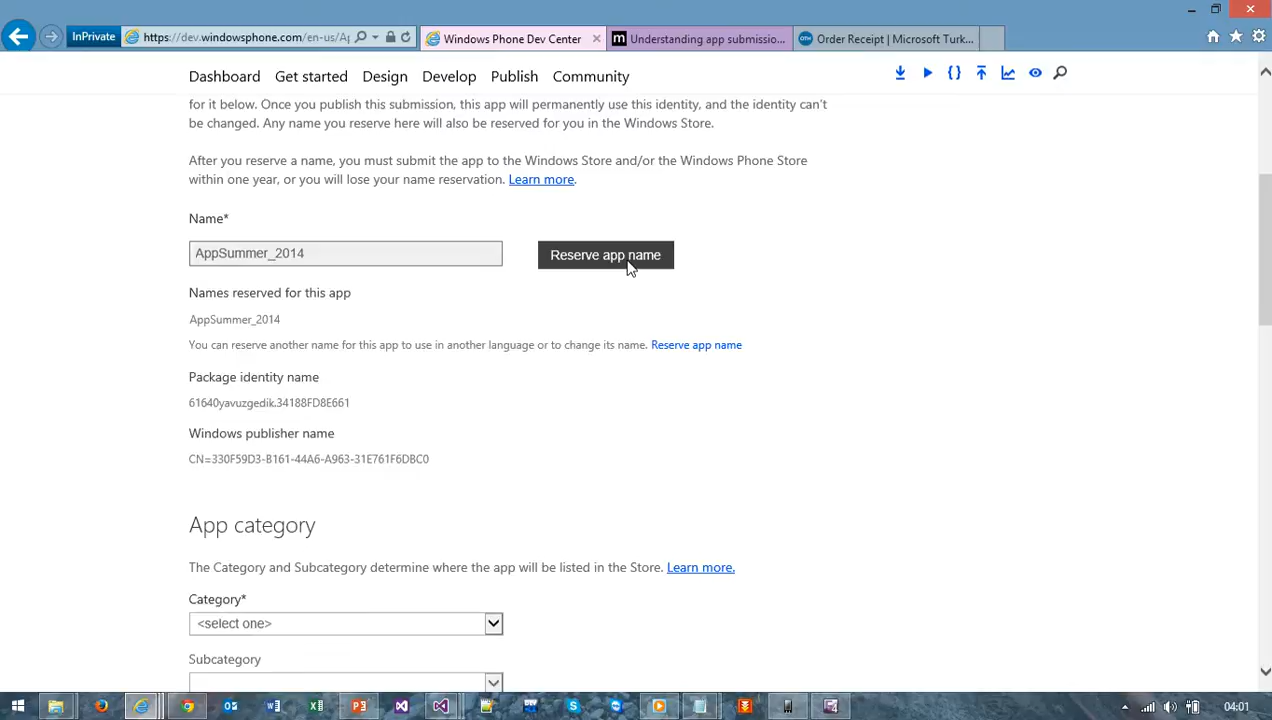 InPrivate
https://dev.windowsphone.com/en-us/Ap
Windows Phone Dev Center
Understanding app submissio...
Order Receipt | Microsoft Turk...
Dashboard Get started Design Develop Publish Community
for it below. Once you publish this submission, this app will permanently use this identity, and the identity can't
be changed. Any name you reserve here will also be reserved for you in the Windows Store.
After you reserve a name, you must submit the app to the Windows Store and/or the Windows Phone Store
within one year, or you will lose your name reservation. Learn more.
Name*
AppSummer_2014 Reserve app name
Names reserved for this app
AppSummer_2014
You can reserve another name for this app to use in another language or to change its name. Reserve app name
Package identity name
61640yavuzgedik.34188FD8E661
Windows publisher name
CN=330F59D3-B161-44A6-A963-31E761F6DBC0
App category
The Category and Subcategory determine where the app will be listed in the Store. Learn more.
Category*
<select one>
Subcategory
04:01